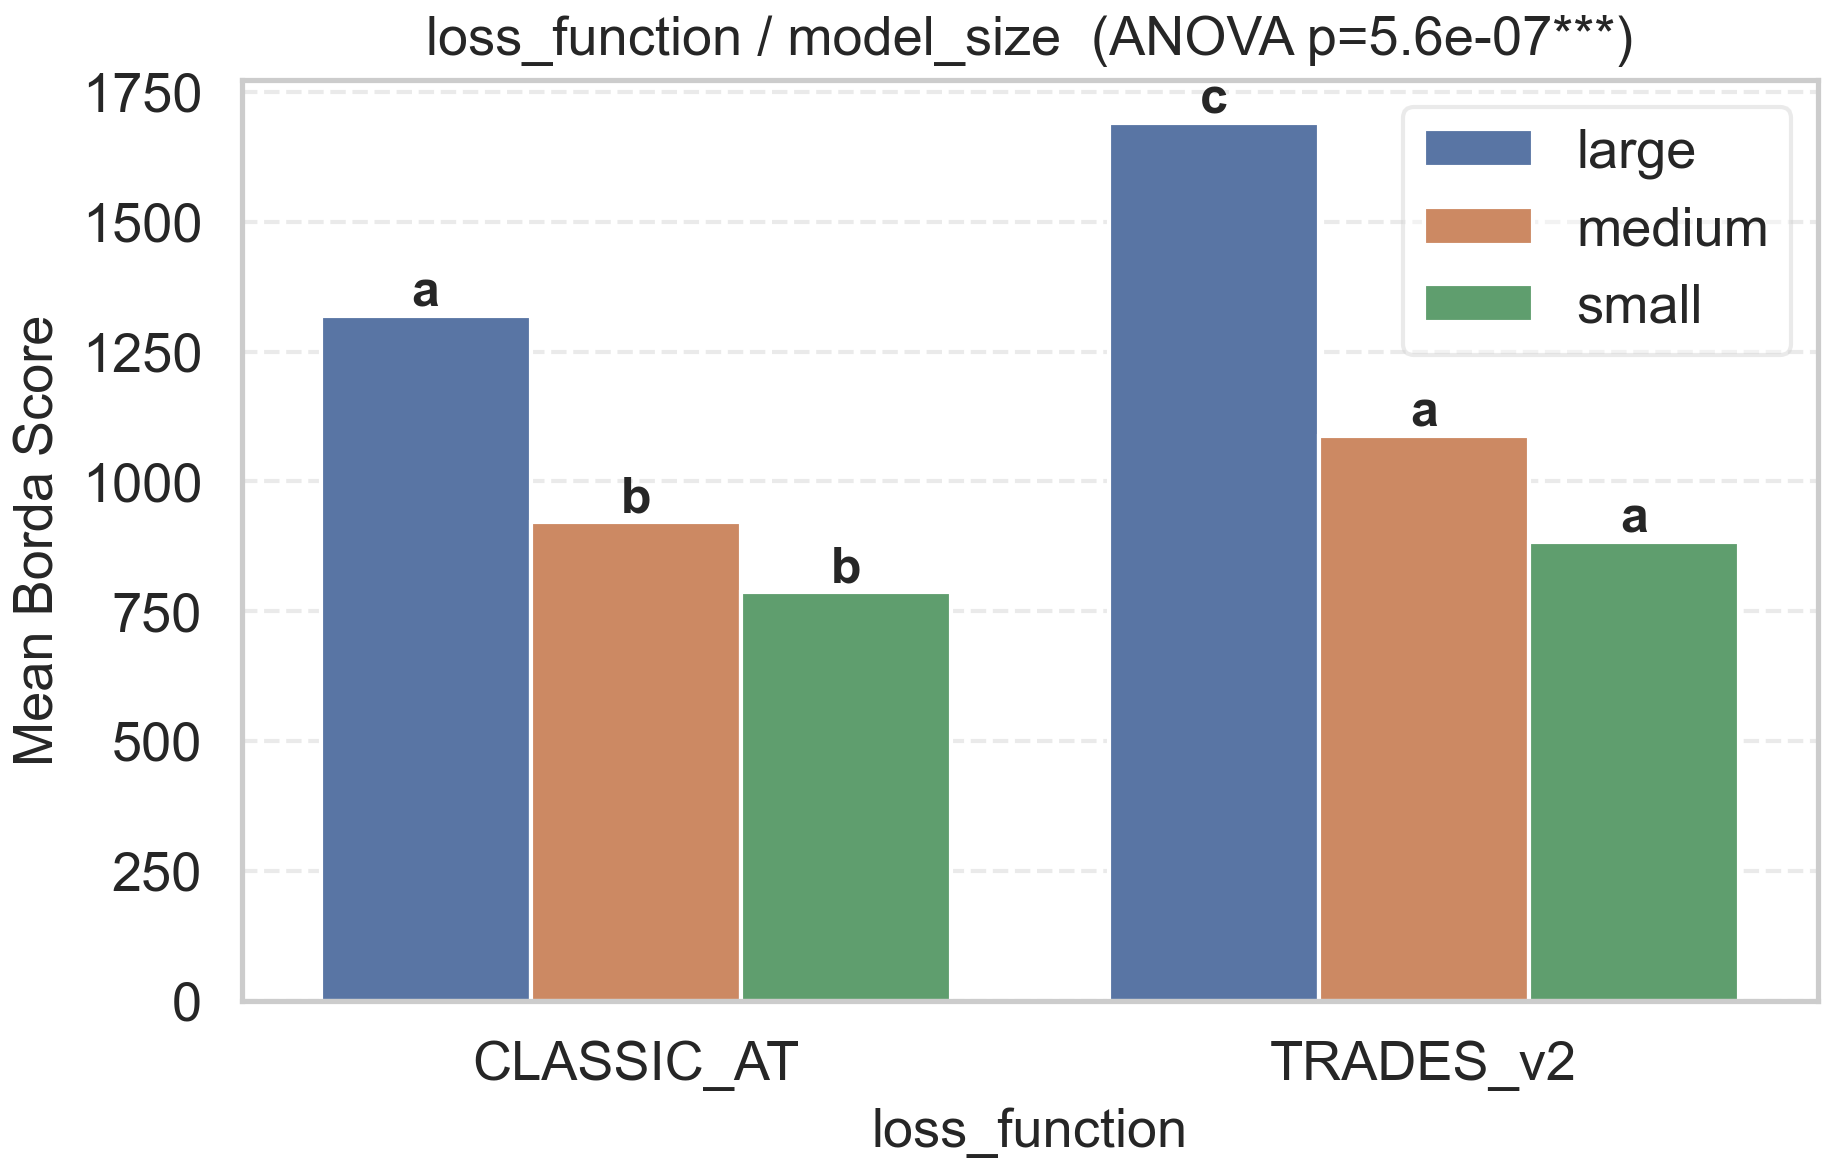 loss_function / model_size (ANOVA p=5.6e-07***)
Mean Borda Score
1750
1500
1250
1000
750
500
250
0
a
b
b
c
a
a
large
medium
small
CLASSIC_AT
TRADES_v2
loss_function